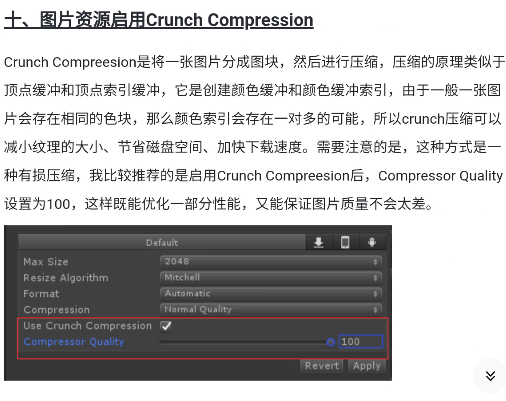 十、图片资源启用Crunch Compression
Crunch Compreesion是将一张图片分成图块，然后进行压缩，压缩的原理类似于
顶点缓冲和顶点索引缓冲，它是创建颜色缓冲和颜色缓冲索引，由于一般一张图
片会存在相同的色块，那么颜色索引会存在一对多的可能，所以crunch压缩可以
减小纹理的大小、节省磁盘空间、加快下载速度。需要注意的是，这种方式是一
种有损压缩，我比较推荐的是启用Crunch Compreesion后，Compressor Quality
设置为100，这样既能优化一部分性能，又能保证图片质量不会太差。
Default
Max Size 2048
Resize Algorithm Mitchell
Format Automatic
Compression Normal Quality
Use Crunch Compression
Compressor Quality 100
Revert Apply